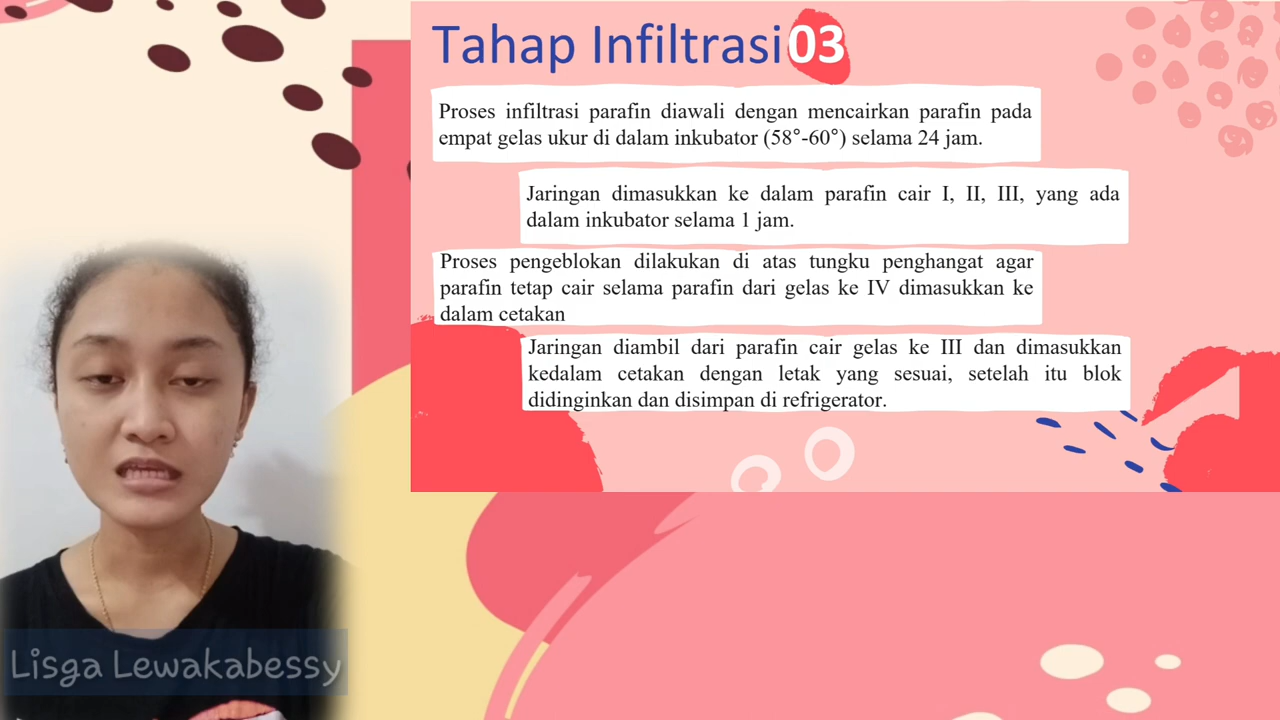 Tahap Infiltrasi 03
Proses infiltrasi parafin diawali dengan mencairkan parafin pada
empat gelas ukur di dalam inkubator (58°-60°) selama 24 jam.
Jaringan dimasukkan ke dalam parafin cair I, II, III, yang ada
dalam inkubator selama 1 jam.
Proses pengeblokan dilakukan di atas tungku penghangat agar
parafin tetap cair selama parafin dari gelas ke IV dimasukkan ke
dalam cetakan
Jaringan diambil dari parafin cair gelas ke III dan dimasukkan
kedalam cetakan dengan letak yang sesuai, setelah itu blok
didinginkan dan disimpan di refrigerator.
Lisga Lewakabessy